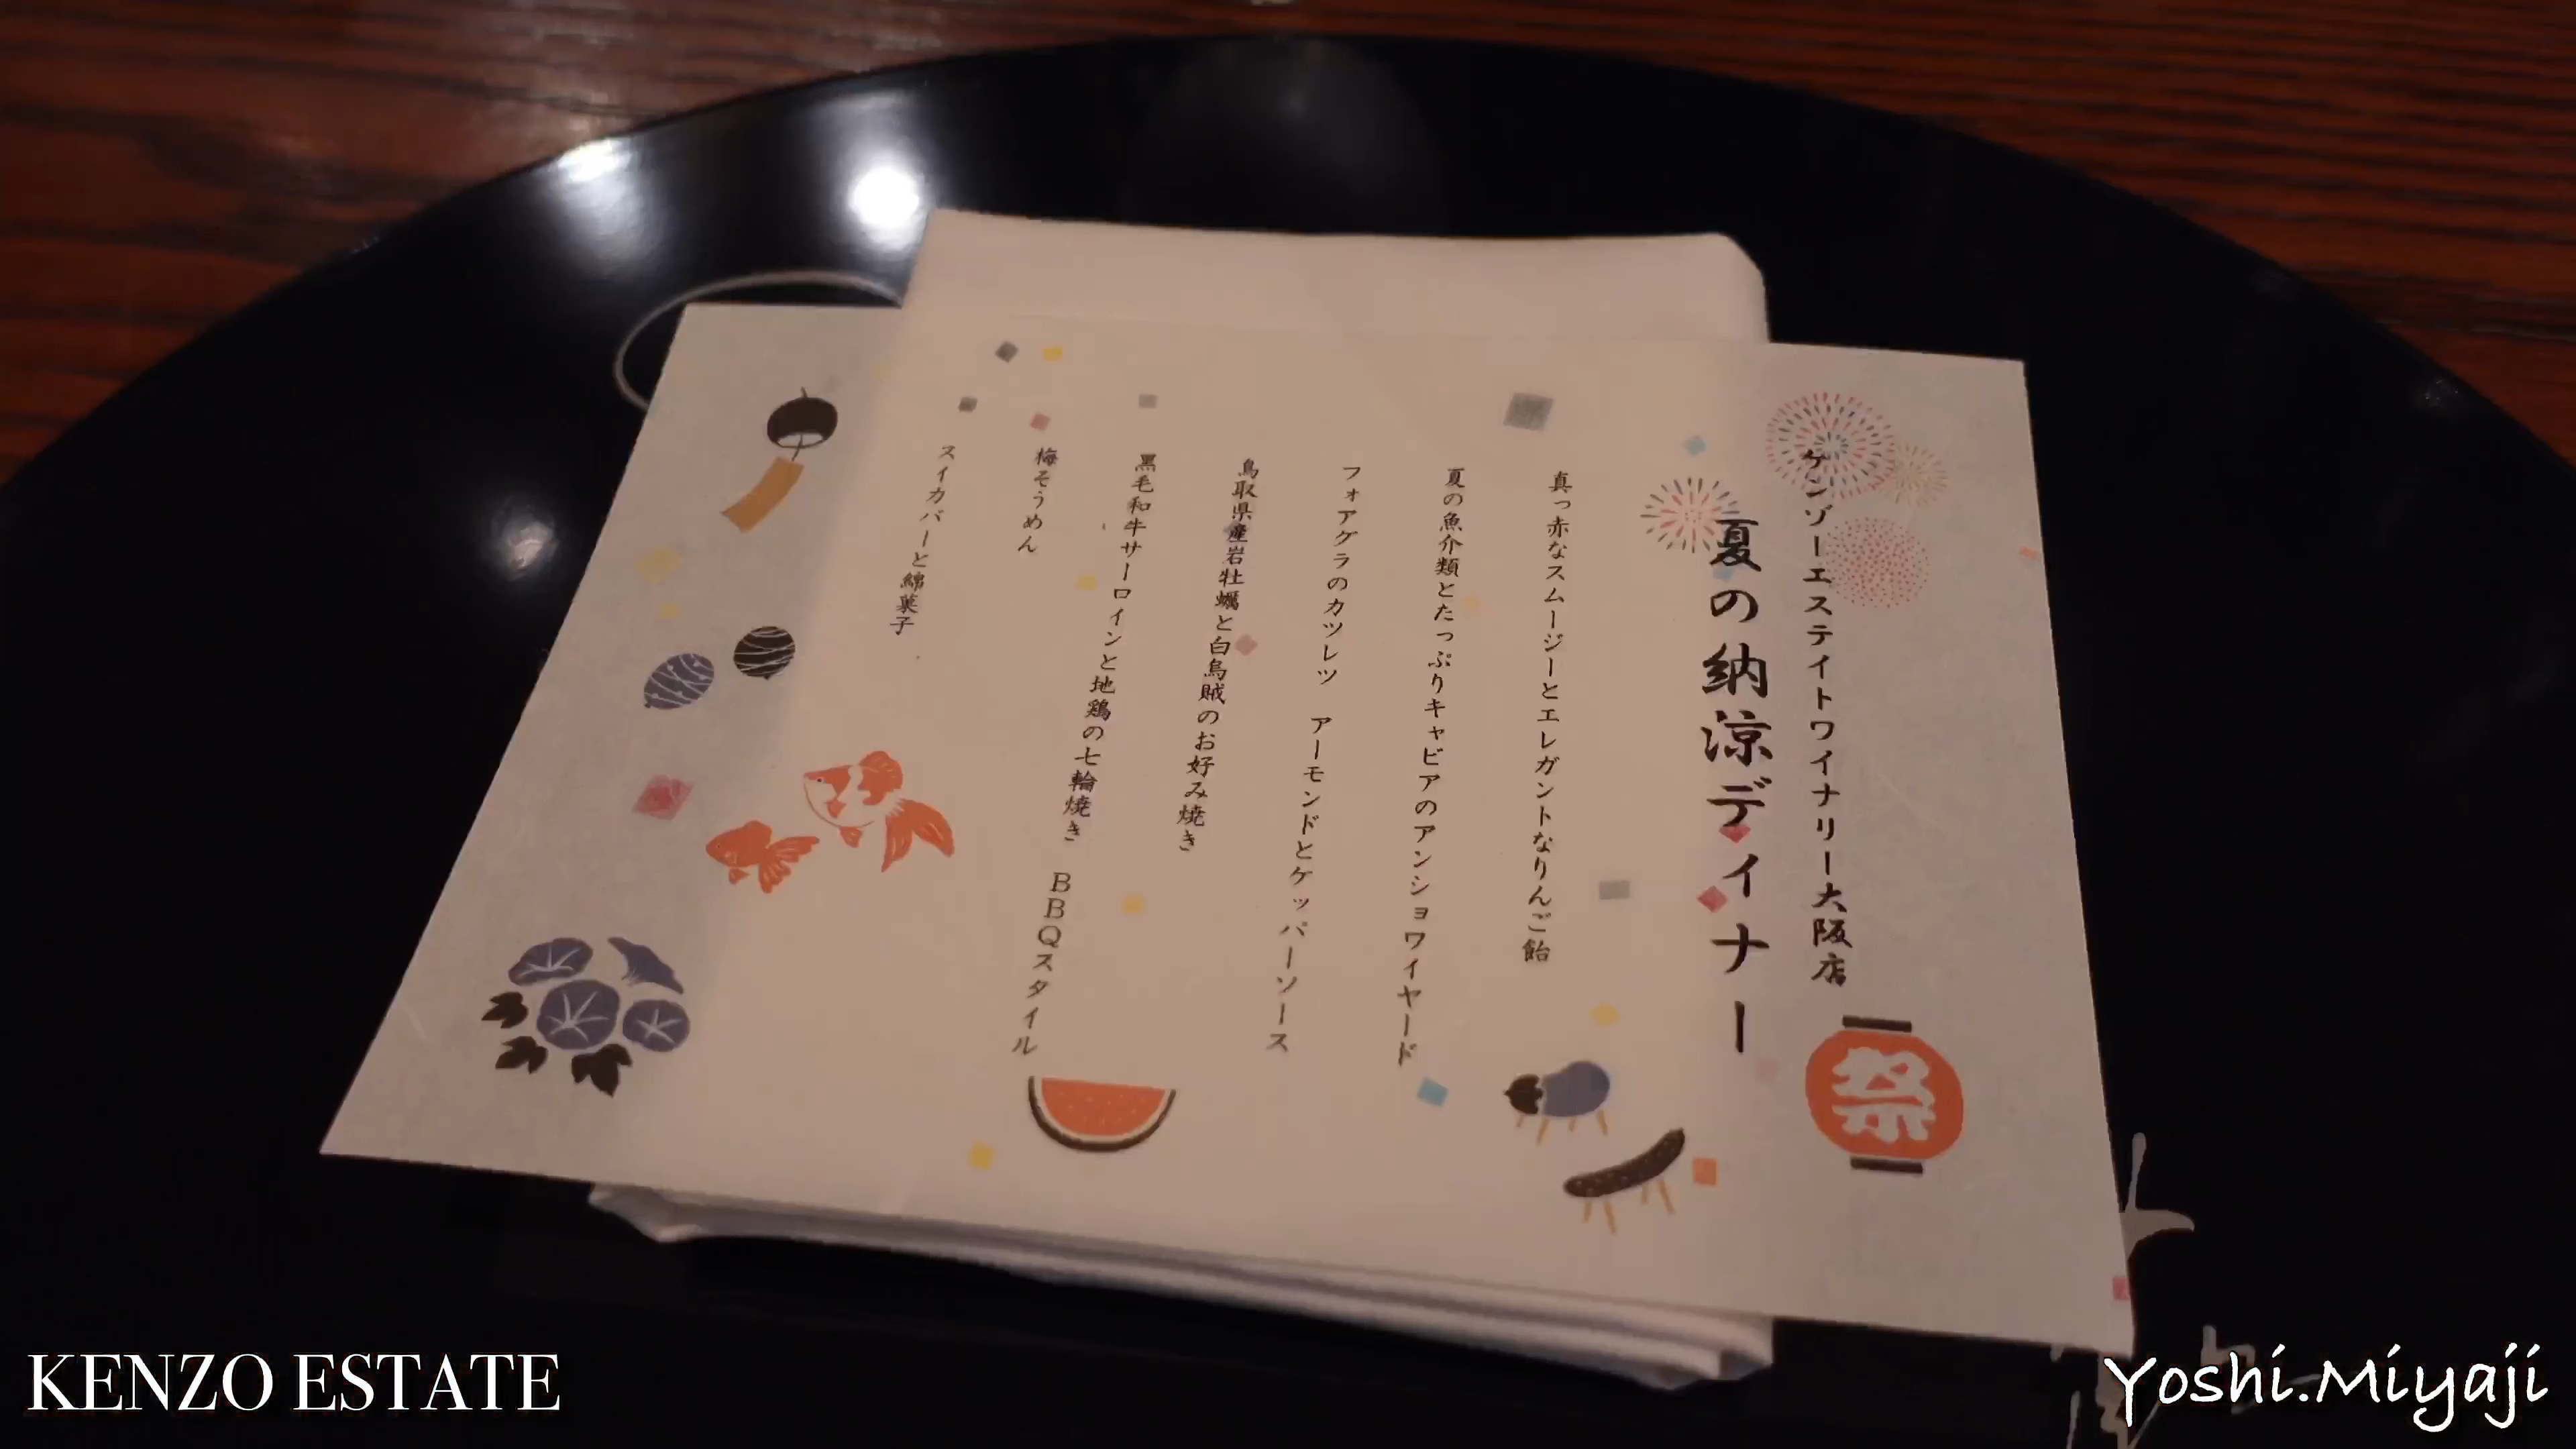 ケンゾーエステイトワイナリー大阪店
夏の納涼ディナー
真っ赤なスムージーとエレガントなりんご飴
夏の魚介類とたっぷりキャビアのアンショワイヤード
フォアグラのカツレツ　アーモンドとケッパーソース
鳥取県産岩牡蠣と白烏賊のお好み焼き
黒毛和牛サーロインと地鶏の七輪焼き　BBQスタイル
梅そうめん
スイカバーと綿菓子
祭
KENZO ESTATE
Yoshi.Miyaji